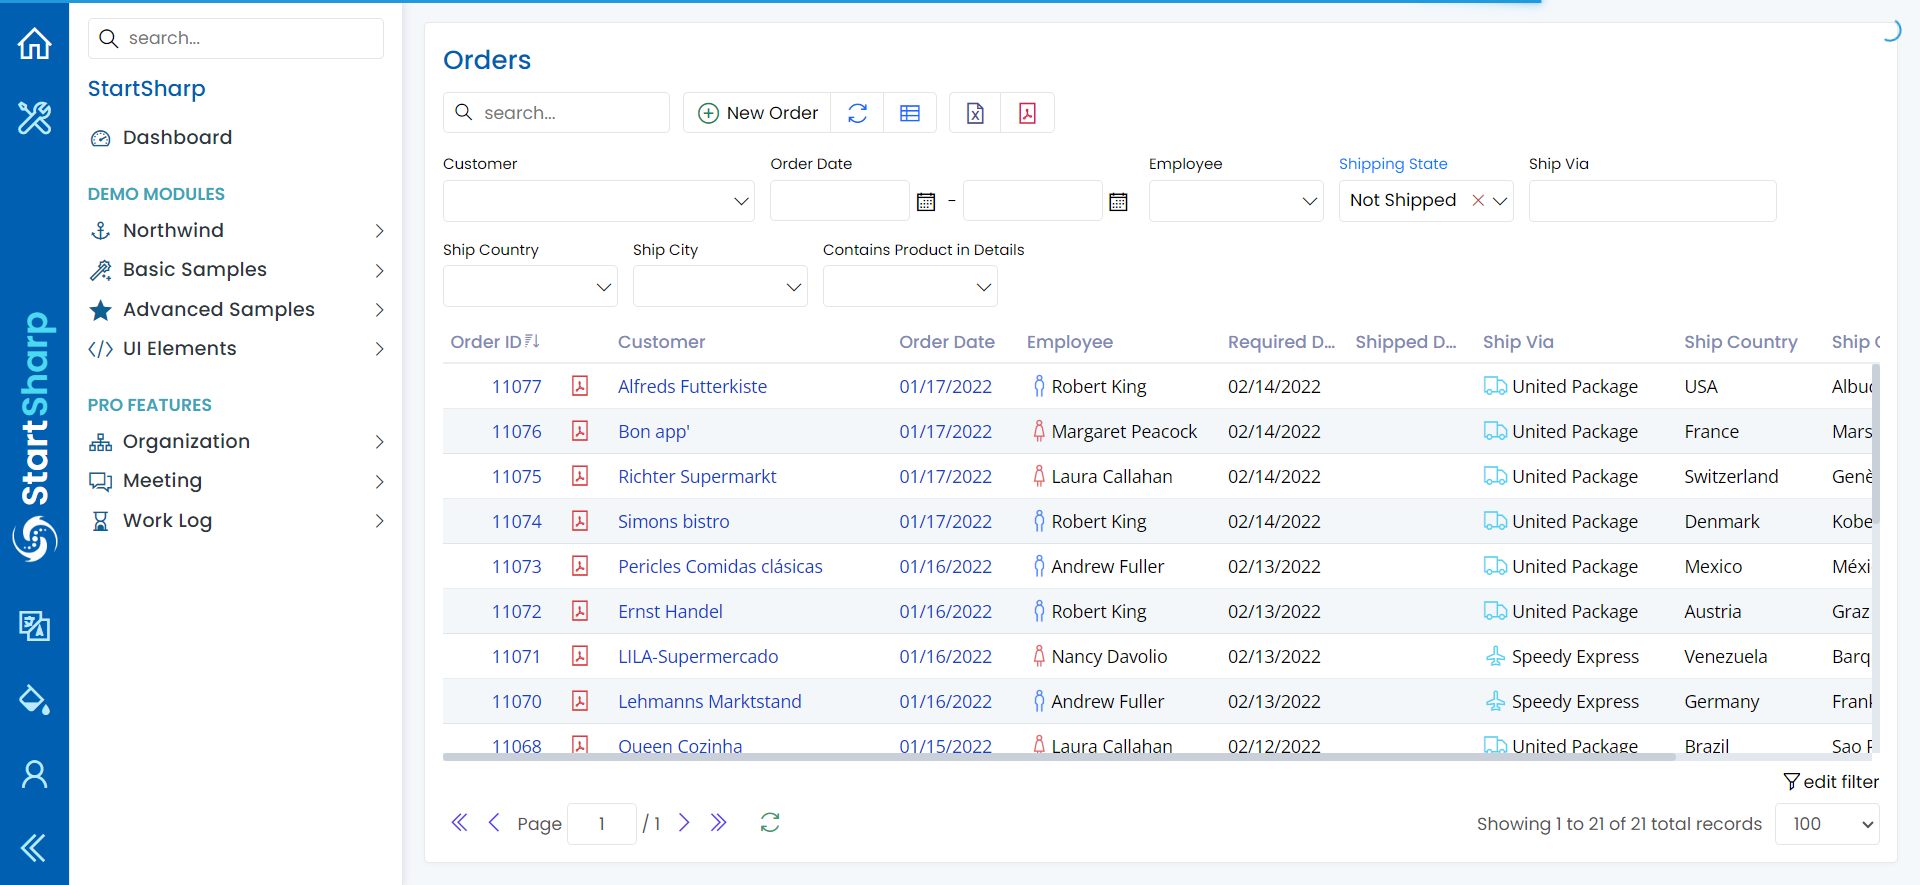 search...
StartSharp
Dashboard
DEMO MODULES
Northwind
Basic Samples
Advanced Samples
UI Elements
PRO FEATURES
Organization
Meeting
Work Log
StartSharp
Orders
search...
New Order
Customer
Order Date
Employee
Shipping State
Ship Via
-
Not Shipped
Ship Country
Ship City
Contains Product in Details
Order ID Customer Order Date Employee Required D... Shipped D... Ship Via Ship Country Ship
11077 Alfreds Futterkiste 01/17/2022 Robert King 02/14/2022 United Package USA Albu
11076 Bon app' 01/17/2022 Margaret Peacock 02/14/2022 United Package France Mars
11075 Richter Supermarkt 01/17/2022 Laura Callahan 02/14/2022 United Package Switzerland Genè
11074 Simons bistro 01/17/2022 Robert King 02/14/2022 United Package Denmark Kobe
11073 Pericles Comidas clásicas 01/16/2022 Andrew Fuller 02/13/2022 United Package Mexico Méxi
11072 Ernst Handel 01/16/2022 Robert King 02/13/2022 United Package Austria Graz
11071 LILA-Supermercado 01/16/2022 Nancy Davolio 02/13/2022 Speedy Express Venezuela Barq
11070 Lehmanns Marktstand 01/16/2022 Andrew Fuller 02/13/2022 Speedy Express Germany Frank
11068 Queen Cozinha 01/15/2022 Laura Callahan 02/12/2022 United Package Brazil Sao
edit filter
Page 1 / 1
Showing 1 to 21 of 21 total records 100